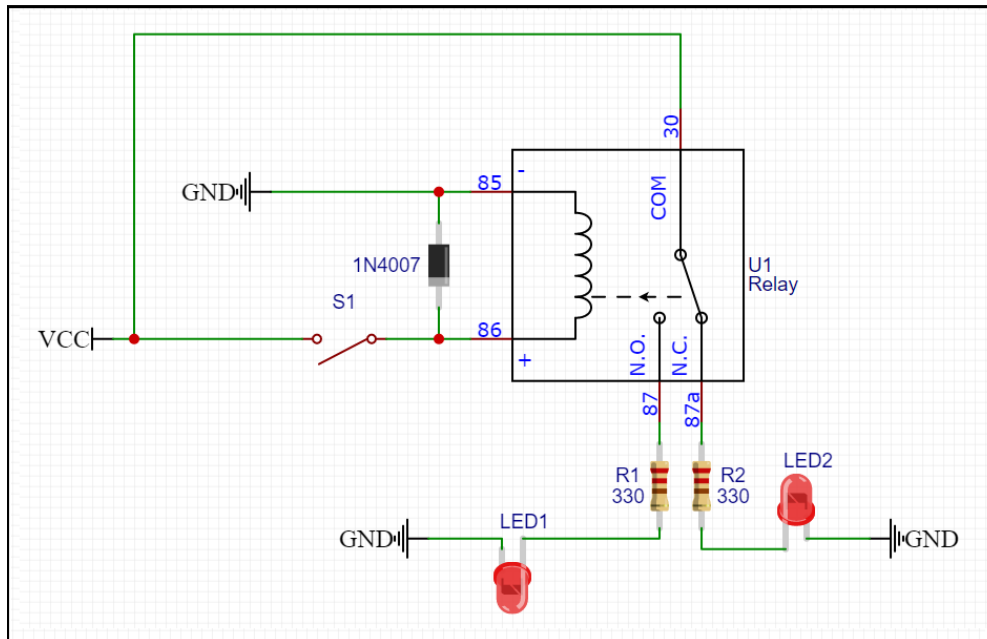 30
COM
GND
85
-
1N4007
U1
Relay
S1
VCC
86
+
N.O.
N.C.
87
87a
R1
330
R2
330
LED2
LED1
GND
GND